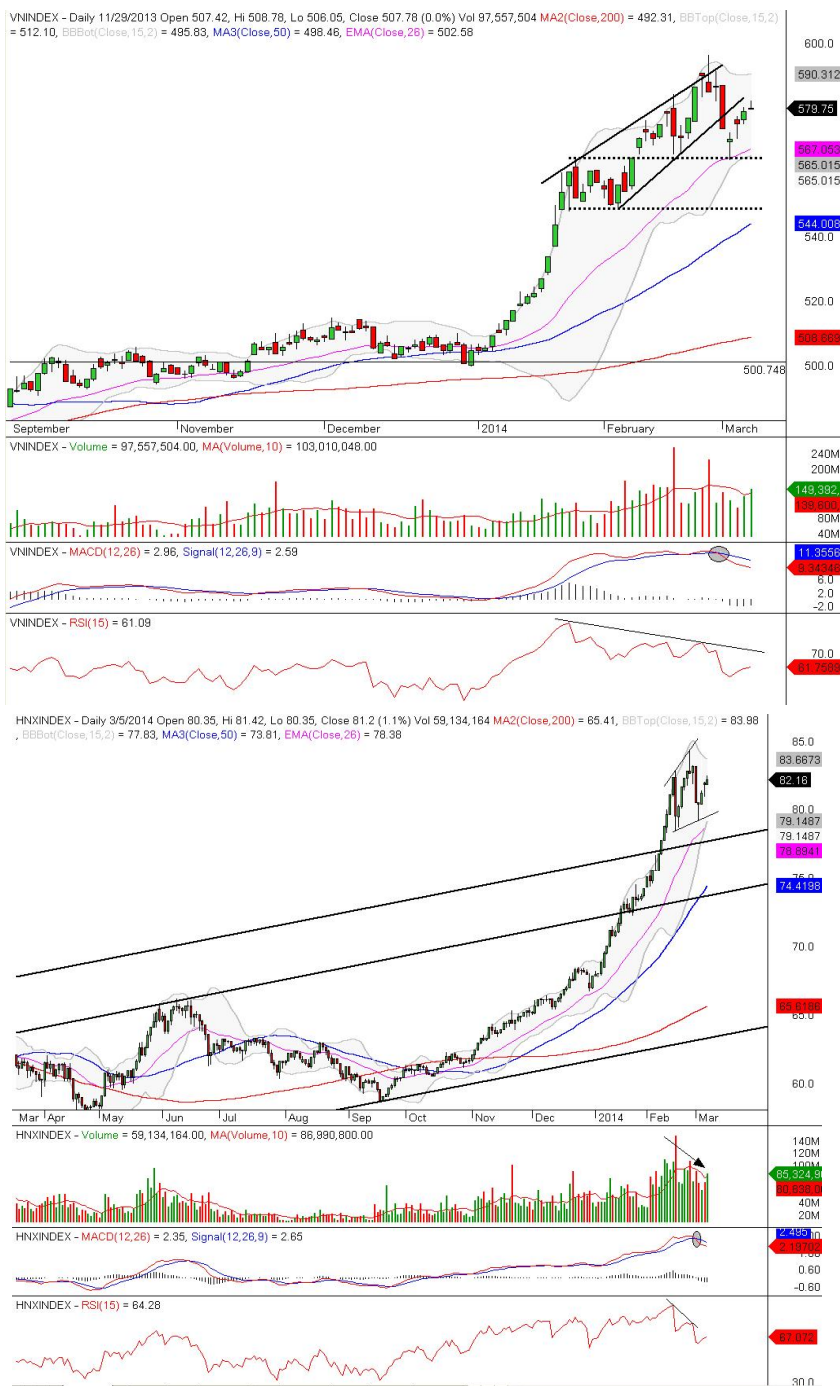 VNINDEX - Daily 11/29/2013 Open 507.42, Hi 508.78, Lo 506.05, Close 507.78 (0.0%) Vol 97,557,504 MA2(Close,200) = 492.31, BBTop(Close,15,2)
= 512.10, BBBot(Close,15,2) = 495.83, MA3(Close,50) = 498.46, EMA(Close,26) = 502.58
600.0
590.312
579.75
567.053
565.015
565.015
544.008
540.0
520.0
508.669
500.0
500.748
September November December 2014 February March
VNINDEX - Volume = 97,557,504.00, MA(Volume,10) = 103,010,048.00
240M
200M
149,392,
80M
40M
VNINDEX - MACD(12,26) = 2.96, Signal(12,26,9) = 2.59
11.3556
9.34348
6.0
2.0
-2.0
VNINDEX - RSI(15) = 61.09
70.0
61.7589
HNXINDEX - Daily 3/5/2014 Open 80.35, Hi 81.42, Lo 80.35, Close 81.2 (1.1%) Vol 59,134,164 MA2(Close,200) = 65.41, BBTop(Close,15,2) = 83.98
, BBBot(Close,15,2) = 77.83, MA3(Close,50) = 73.81, EMA(Close,26) = 78.38
85.0
83.6673
82.16
80.0
79.1487
79.1487
78.8941
74.4198
70.0
65.6186
65.0
60.0
Mar Apr May Jun Jul Aug Sep Oct Nov Dec 2014 Feb Mar
HNXINDEX - Volume = 59,134,164.00, MA(Volume,10) = 86,990,800.00
140M
120M
100M
85,324,9
40M
20M
HNXINDEX - MACD(12,26) = 2.35, Signal(12,26,9) = 2.65
2.19702
0.60
-0.60
HNXINDEX - RSI(15) = 64.28
67.072
30.0